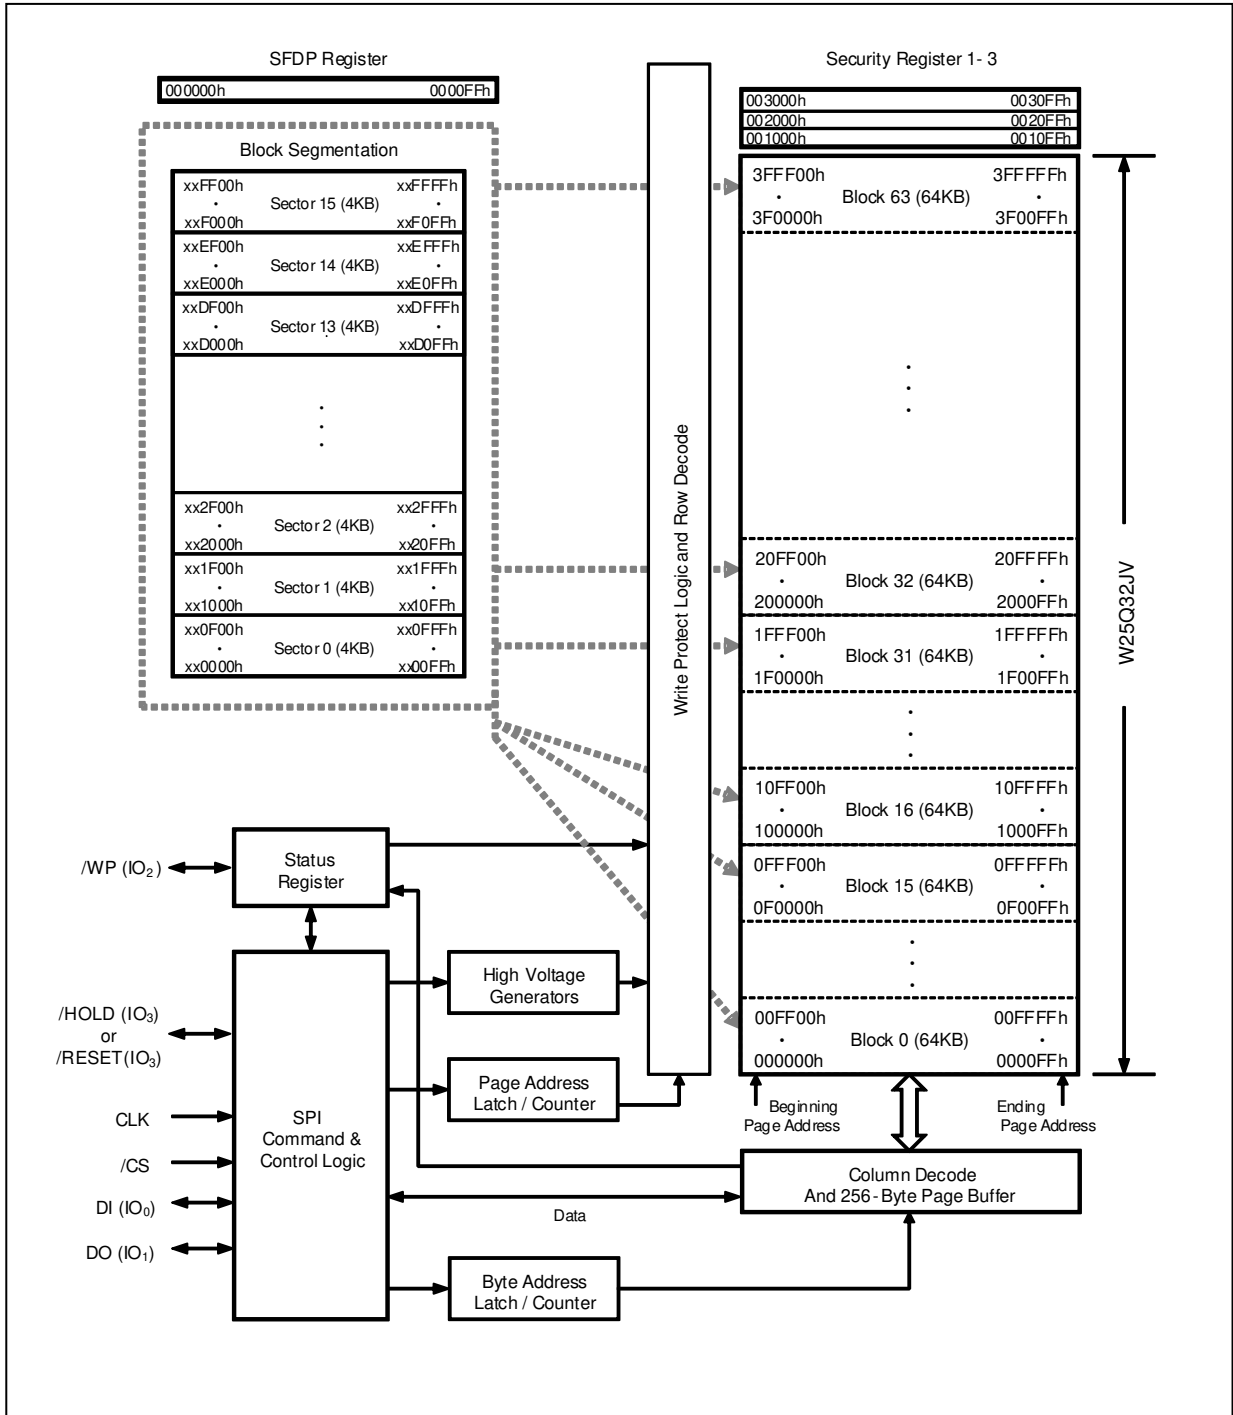 SFDP Register
000000h 0000FFh
Block Segmentation
xxFF00h xxFFFFh
Sector 15 (4KB)
xxF000h xxF0FFh
xxEF00h xxEFFFh
Sector 14 (4KB)
xxE000h xxE0FFh
xxDF00h xxDFFFh
Sector 13 (4KB)
xxD000h xxD0FFh
xx2F00h xx2FFFh
Sector 2 (4KB)
xx2000h xx20FFh
xx1F00h xx1FFFh
Sector 1 (4KB)
xx1000h xx10FFh
xx0F00h xx0FFFh
Sector 0 (4KB)
xx0000h xx00FFh
Write Protect Logic and Row Decode
Security Register 1 - 3
003000h 0030FFh
002000h 0020FFh
001000h 0010FFh
3FFF00h 3FFFFFh
Block 63 (64KB)
3F0000h 3F00FFh
20FF00h 20FFFFh
Block 32 (64KB)
200000h 2000FFh
1FFF00h 1FFFFFh
Block 31 (64KB)
1F0000h 1F00FFh
10FF00h 10FFFFh
Block 16 (64KB)
100000h 1000FFh
0FFF00h 0FFFFFh
Block 15 (64KB)
0F0000h 0F00FFh
00FF00h 00FFFFh
Block 0 (64KB)
000000h 0000FFh
W25Q32JV
Beginning
Page Address
Ending
Page Address
/WP (IO₂)
Status
Register
/HOLD (IO₃)
or
/RESET (IO₃)
CLK
/CS
DI (IO₀)
DO (IO₁)
SPI
Command &
Control Logic
High Voltage
Generators
Page Address
Latch / Counter
Column Decode
And 256-Byte Page Buffer
Data
Byte Address
Latch / Counter